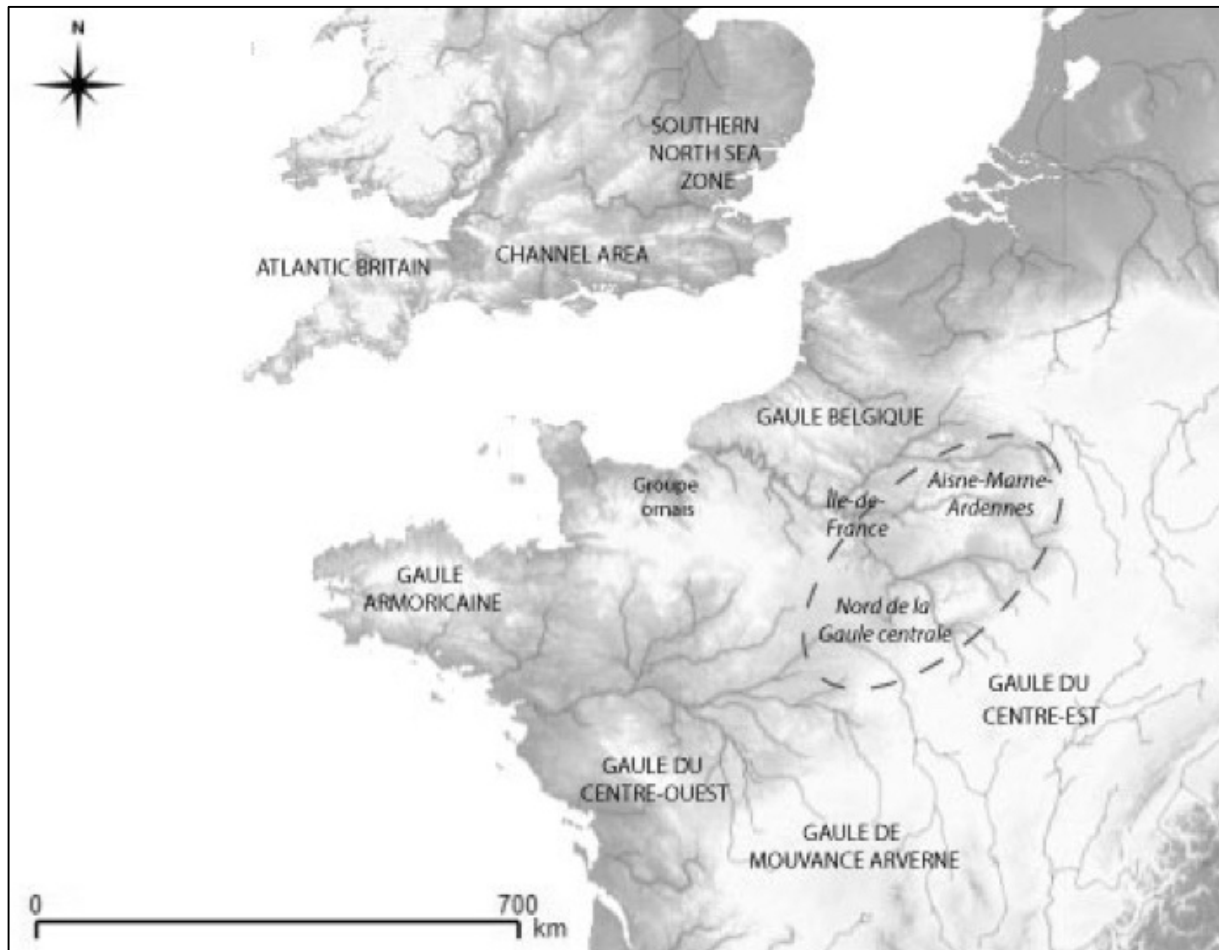 N
SOUTHERN
NORTH SEA
ZONE
CHANNEL AREA
ATLANTIC BRITAIN
GAULE BELGIQUE
Aisne-Marne-
Ardennes
Île-de-
France
Groupe
ornais
GAULE
ARMORICAINE
Nord de la
Gaule centrale
GAULE DU
CENTRE-EST
GAULE DU
CENTRE-OUEST
GAULE DE
MOUVANCE ARVERNE
0 700
km